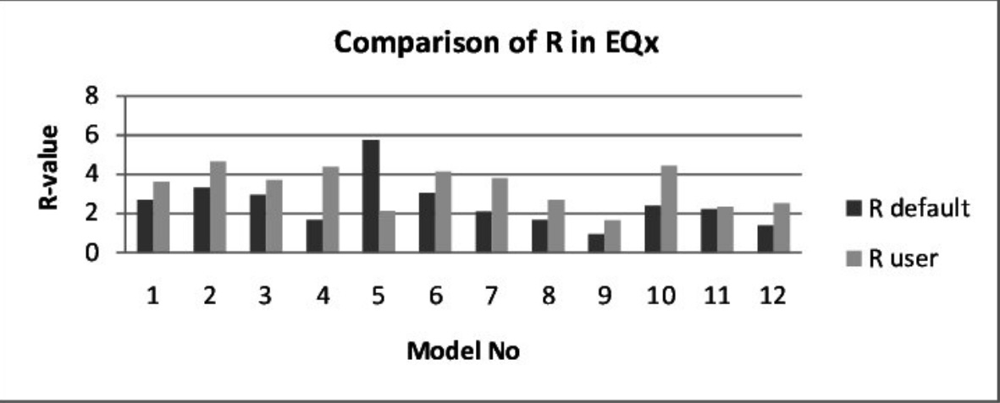 Comparison of R in EQx
8
6
4
2
0
R-value
1 2 3 4 5 6 7 8 9 10 11 12
Model No
R default
R user